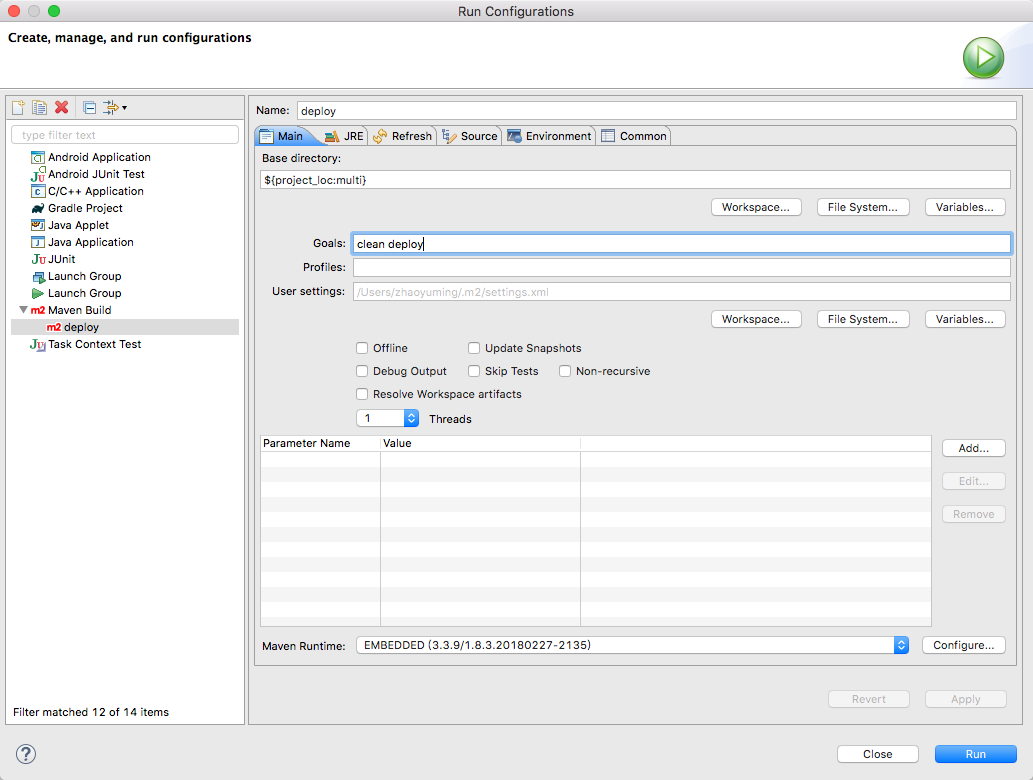 Run Configurations
Create, manage, and run configurations
type filter text
Android Application
Android JUnit Test
C/C++ Application
Gradle Project
Java Applet
Java Application
JUnit
Launch Group
Launch Group
m2 Maven Build
m2 deploy
Task Context Test
Filter matched 12 of 14 items
Name: deploy
Main JRE Refresh Source Environment Common
Base directory:
${project_loc:multi}
Workspace... File System... Variables...
Goals: clean deploy
Profiles:
User settings: /Users/zhaoyuming/.m2/settings.xml
Workspace... File System... Variables...
Offline Update Snapshots
Debug Output Skip Tests Non-recursive
Resolve Workspace artifacts
1 Threads
Parameter Name Value
Add...
Edit...
Remove
Maven Runtime: EMBEDDED (3.3.9/1.8.3.20180227-2135) Configure...
Revert Apply
? Close Run